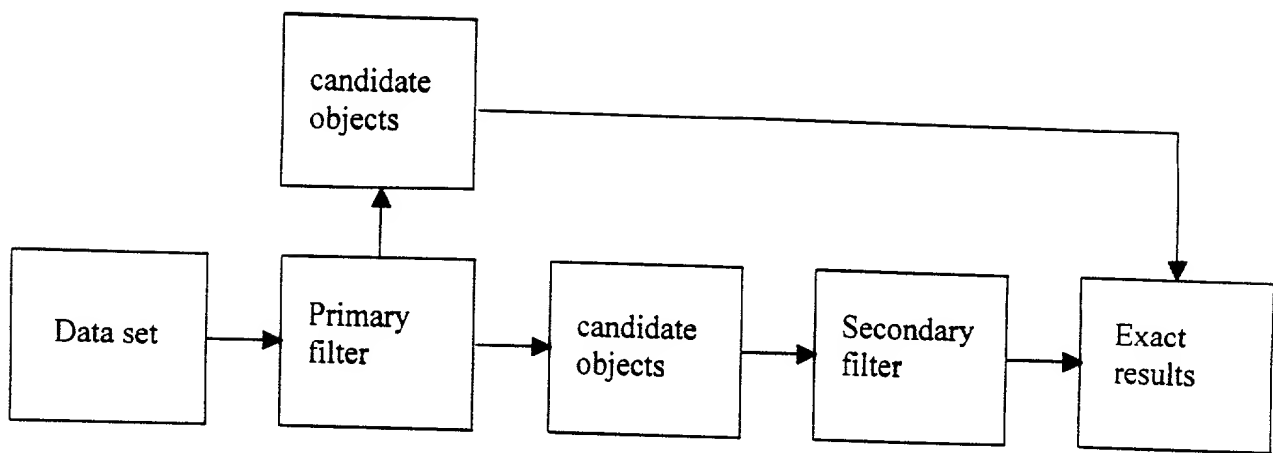 candidate
objects
Data set
Primary
filter
candidate
objects
Secondary
filter
Exact
results